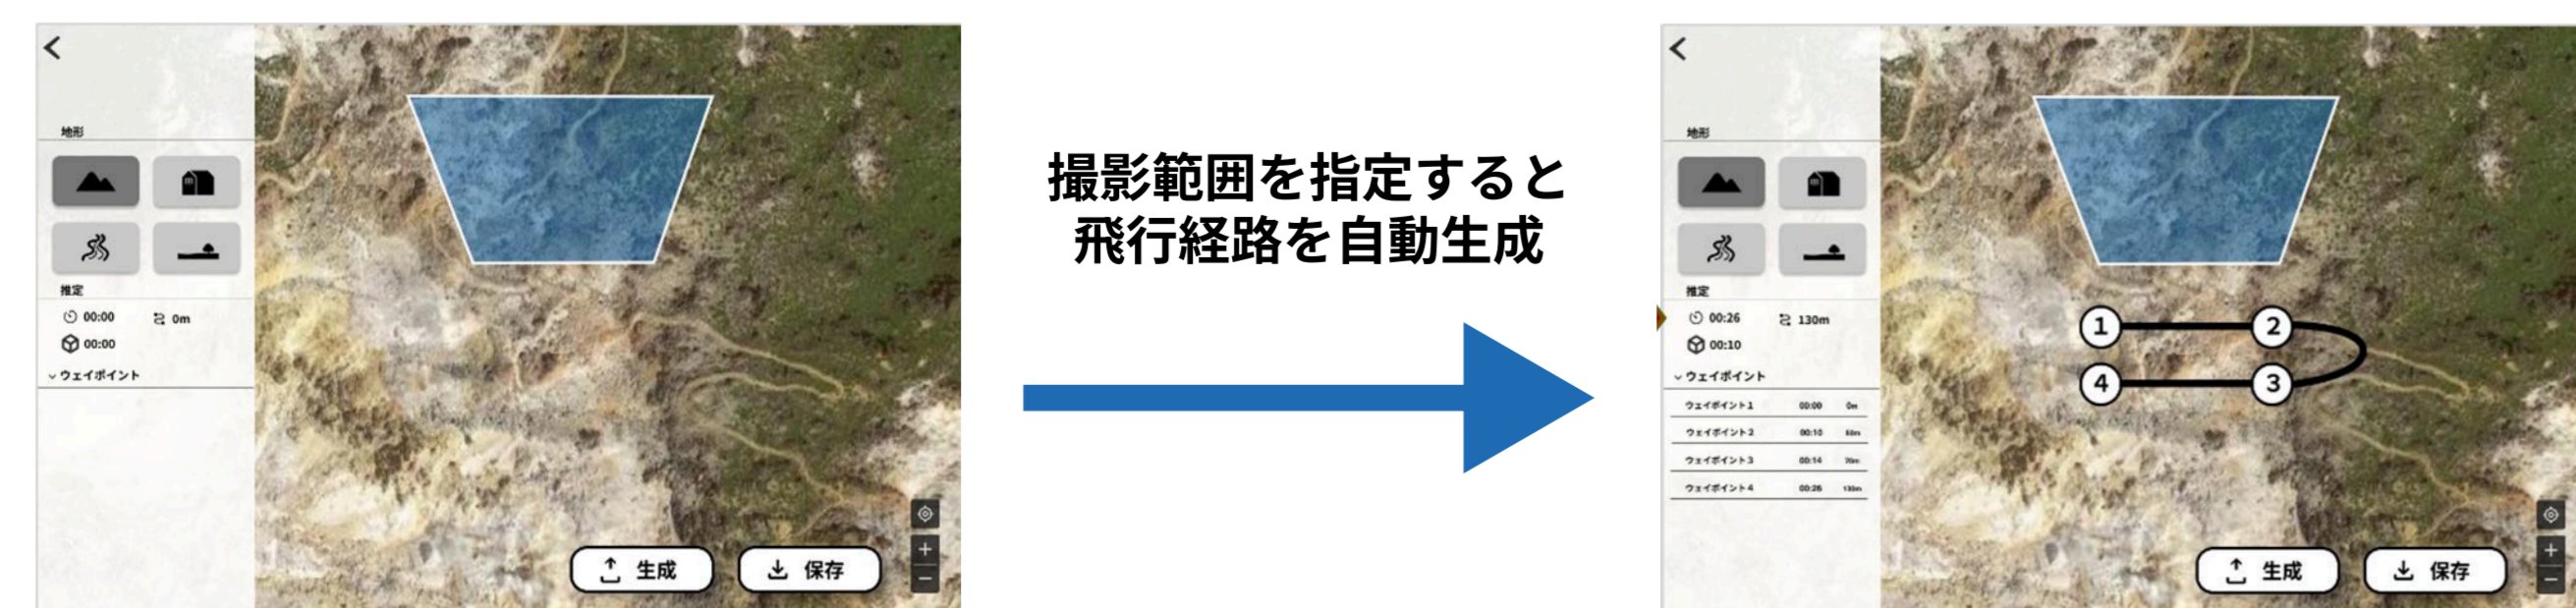 地形
推定
00:00 0m
00:00
ウェイポイント
生成 保存
撮影範囲を指定すると
飛行経路を自動生成
地形
推定
00:26 130m
00:10
ウェイポイント
ウェイポイント1 00:00 0m
ウェイポイント2 00:10
ウェイポイント3 00:14 70m
ウェイポイント4 00:26 130m
1 2
4 3
生成 保存